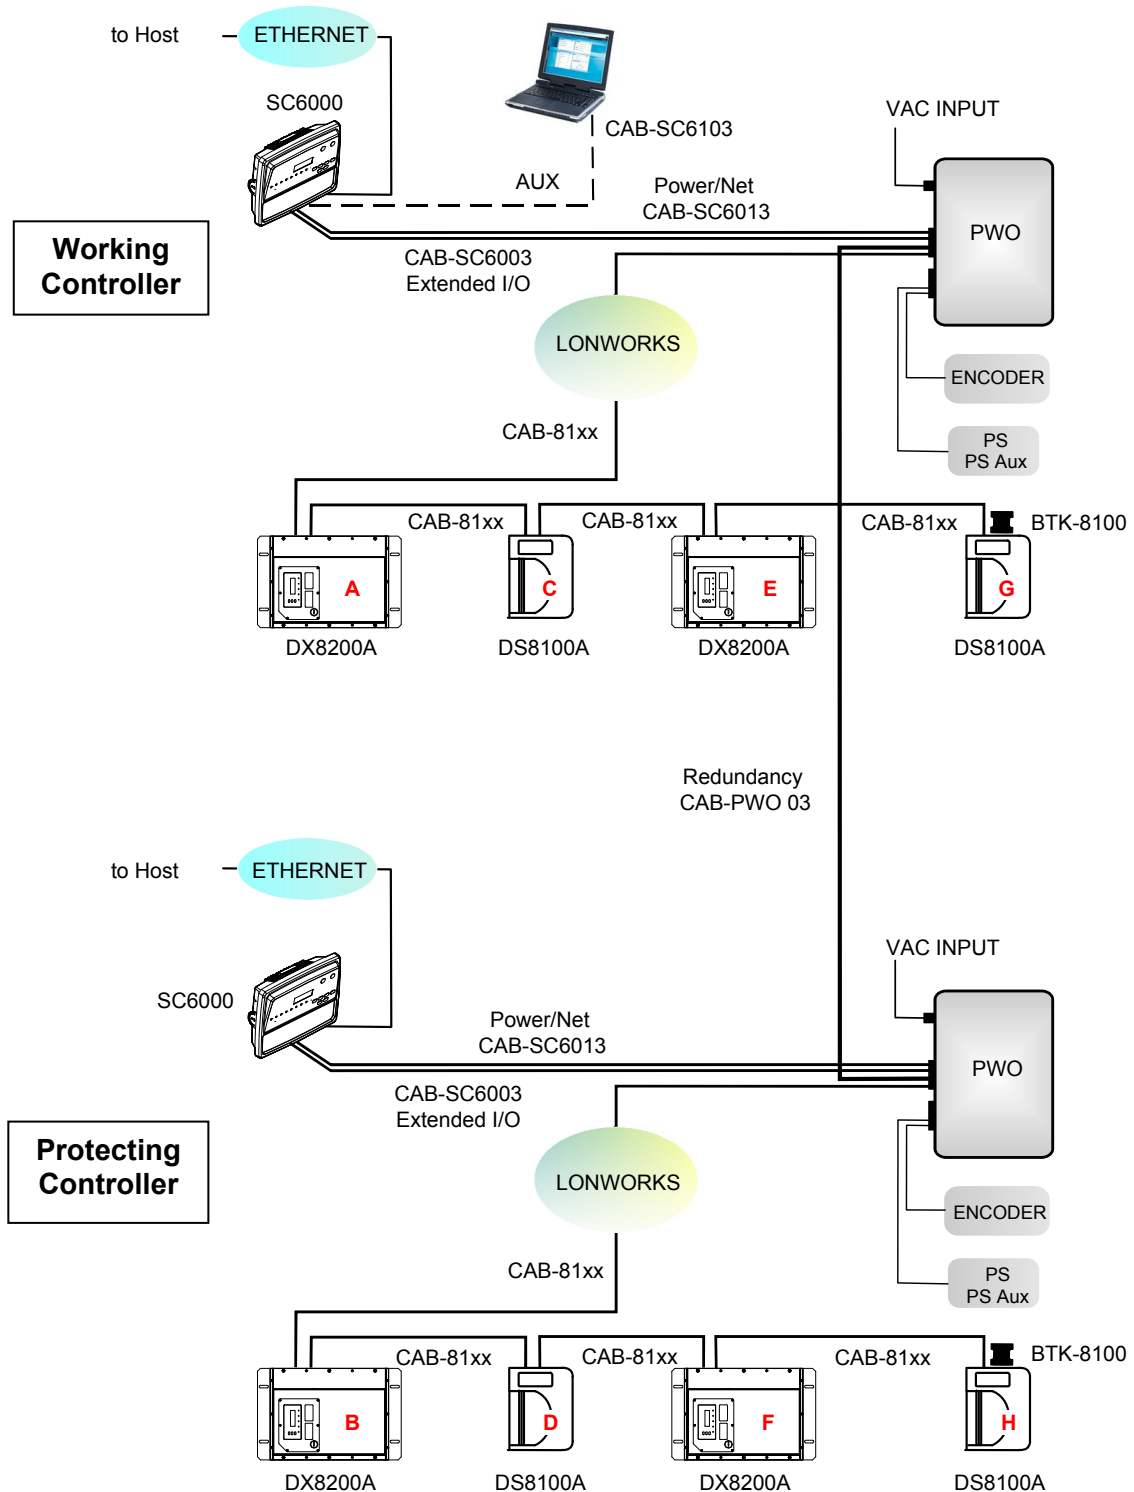 to Host
ETHERNET
SC6000
CAB-SC6103
VAC INPUT
AUX
Power/Net
CAB-SC6013
PWO
Working
Controller
CAB-SC6003
Extended I/O
LONWORKS
ENCODER
CAB-81xx
PS
PS Aux
CAB-81xx
CAB-81xx
CAB-81xx
BTK-8100
A
C
E
G
DX8200A
DS8100A
DX8200A
DS8100A
Redundancy
CAB-PWO 03
to Host
ETHERNET
VAC INPUT
SC6000
Power/Net
CAB-SC6013
PWO
CAB-SC6003
Extended I/O
Protecting
Controller
LONWORKS
ENCODER
CAB-81xx
PS
PS Aux
CAB-81xx
CAB-81xx
CAB-81xx
BTK-8100
B
D
F
H
DX8200A
DS8100A
DX8200A
DS8100A